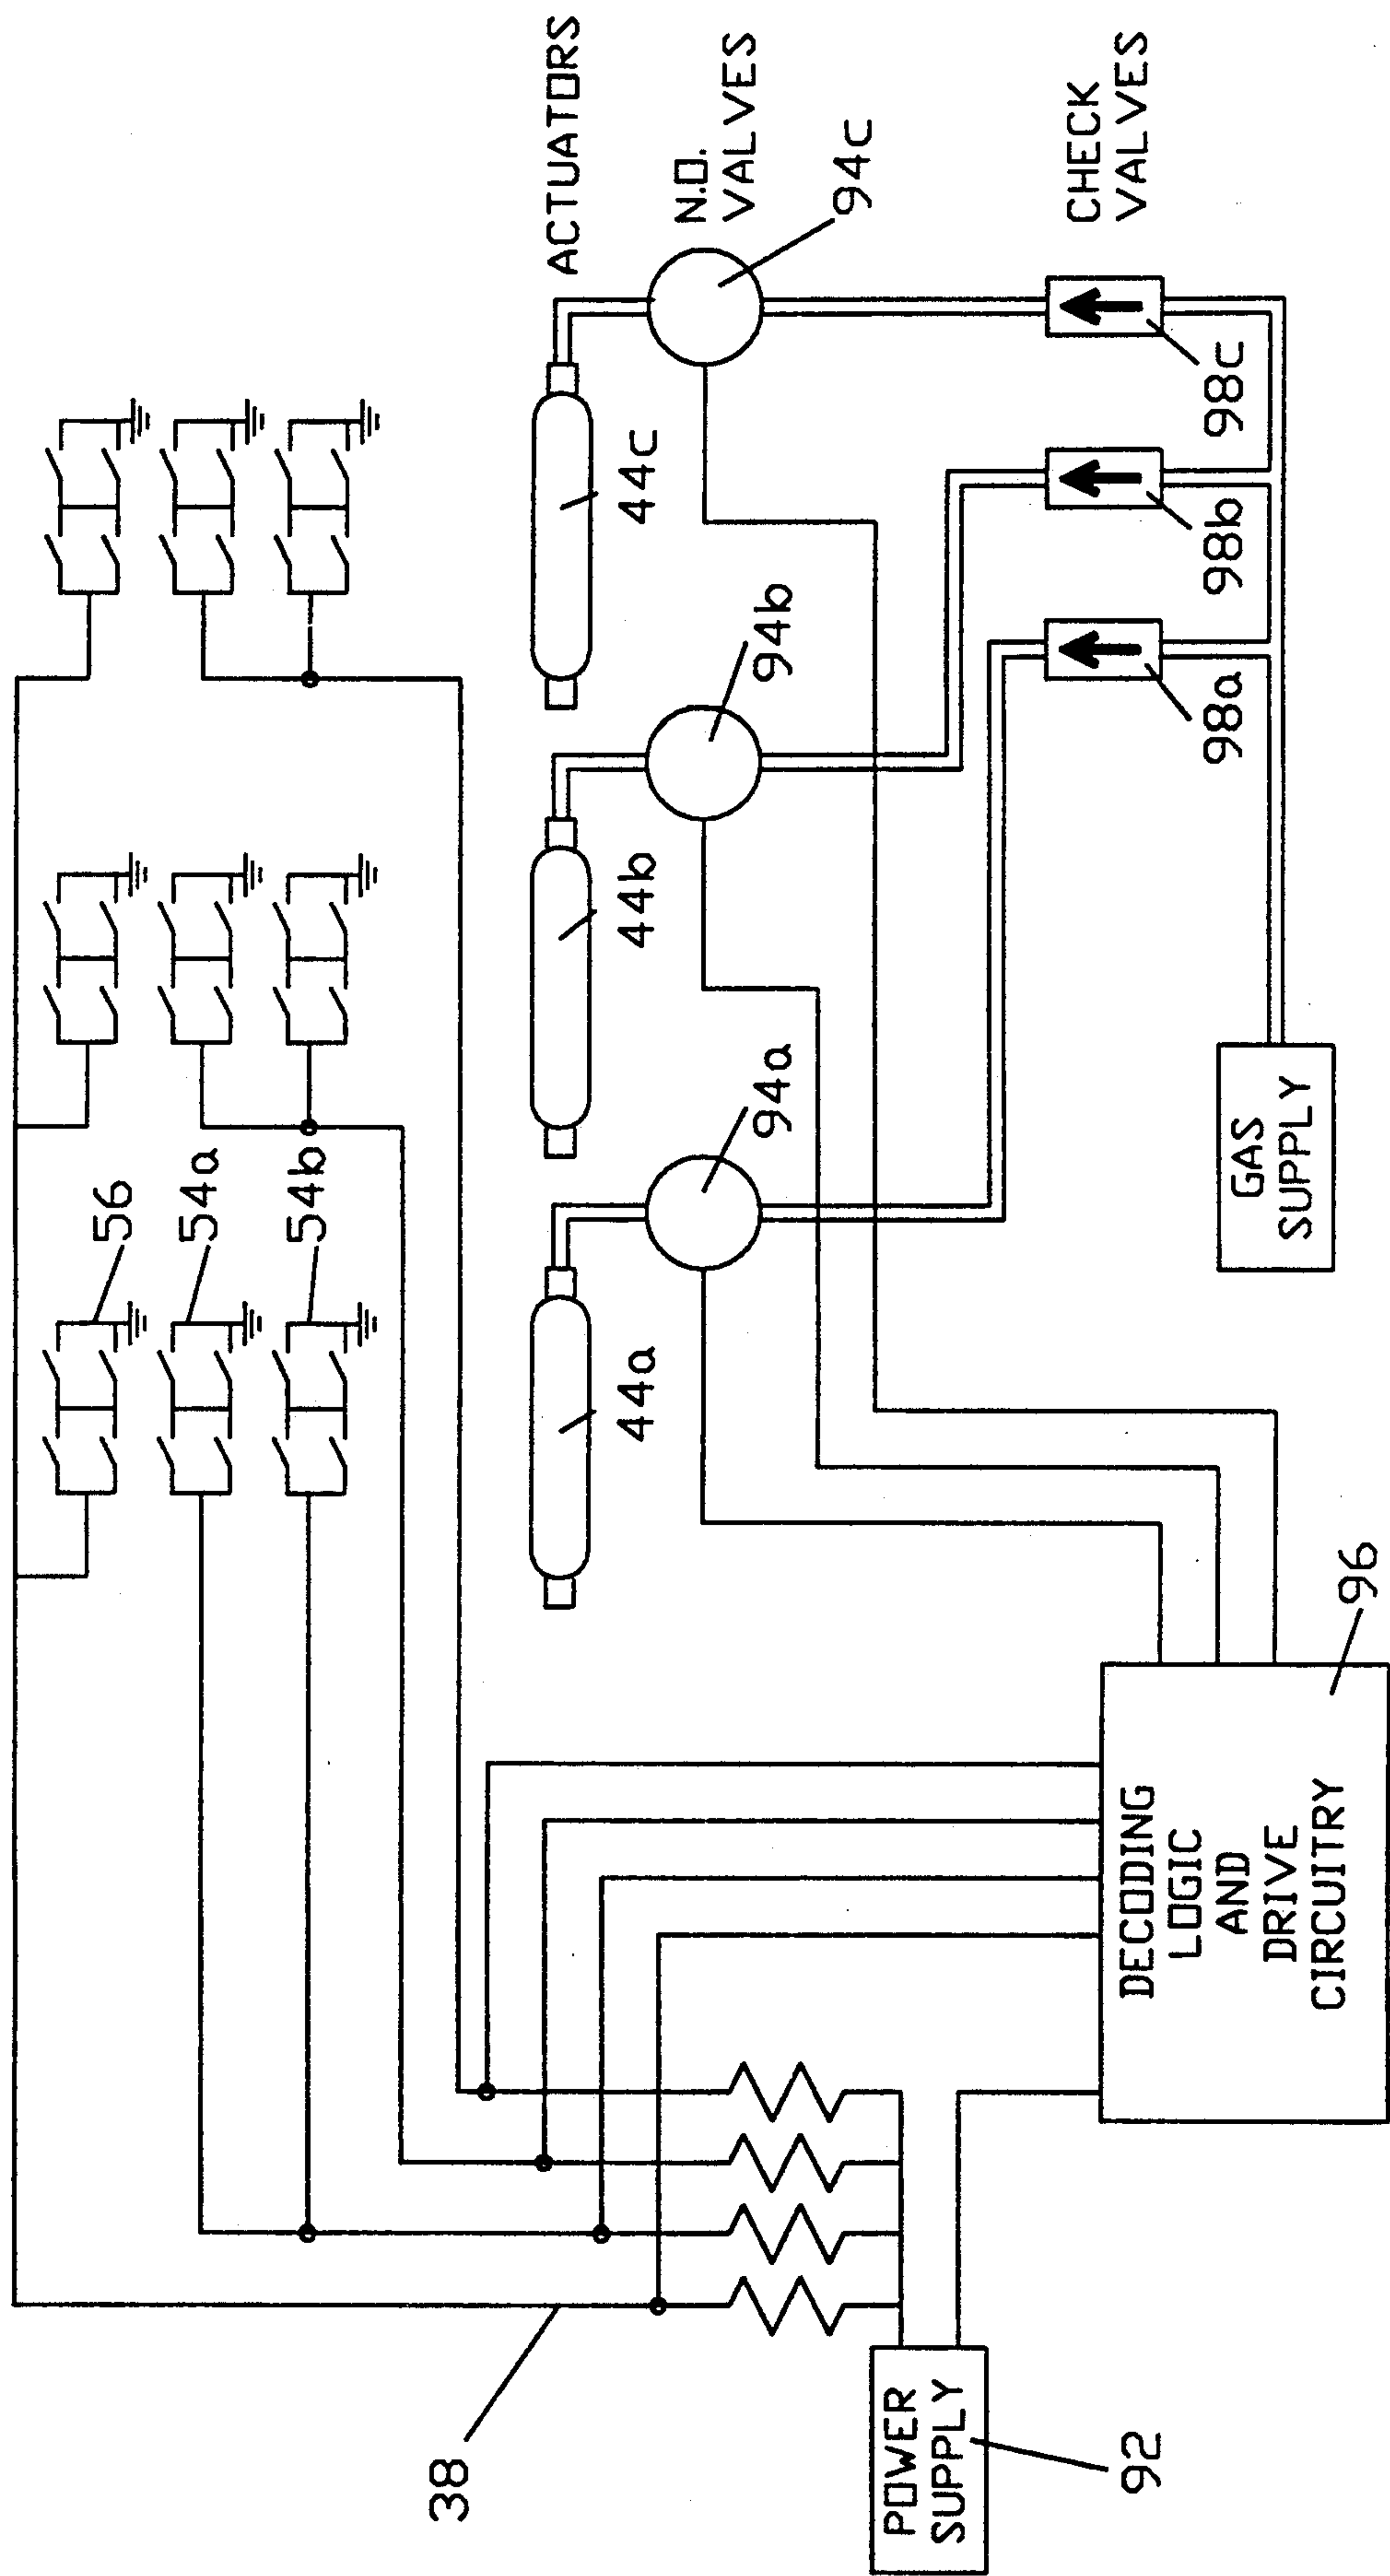 56
54a
54b
ACTUATORS
44a
44b
44c
N.O.
VALVES
94a
94b
94c
CHECK
VALVES
98a
98b
98c
38
POWER
SUPPLY
92
DECODING
LOGIC
AND
DRIVE
CIRCUITRY
96
GAS
SUPPLY